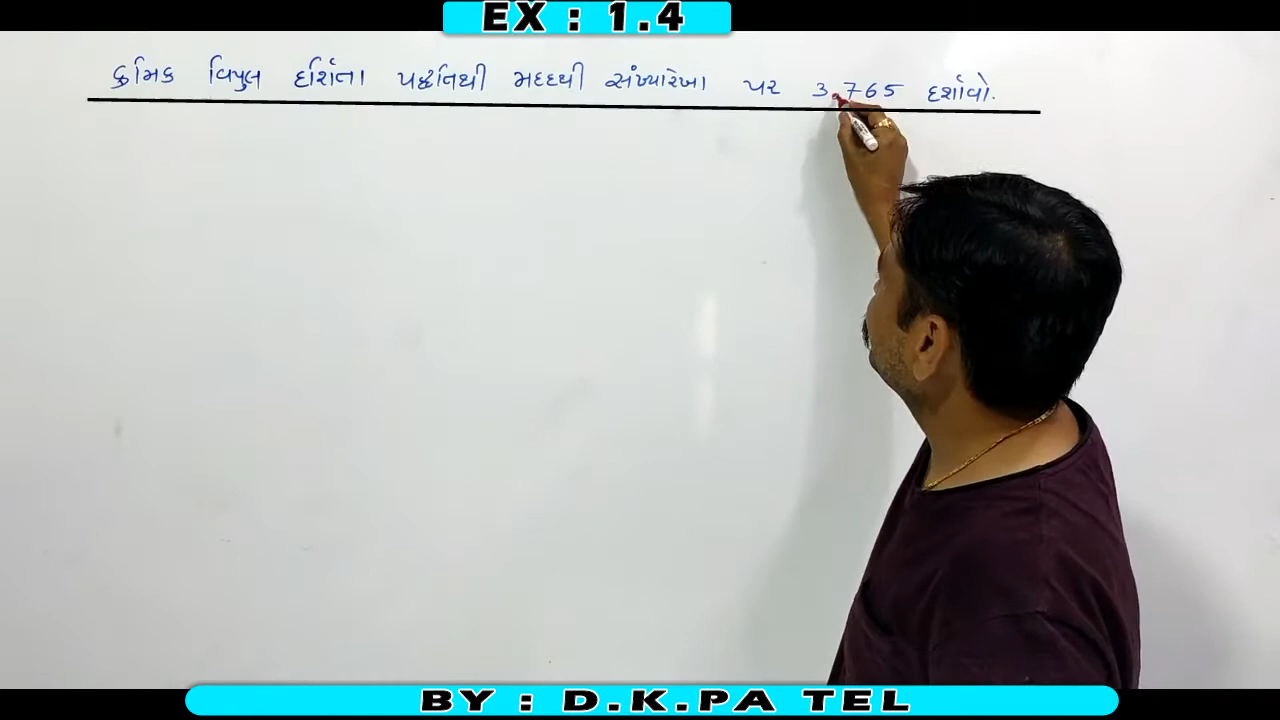 EX : 1.4
ક્રમિક વિપુલ દર્શિતા પદ્ધતિથી મદદથી સંખ્યારેખા પર 3.765 દર્શાવો.
BY : D.K.PA TEL